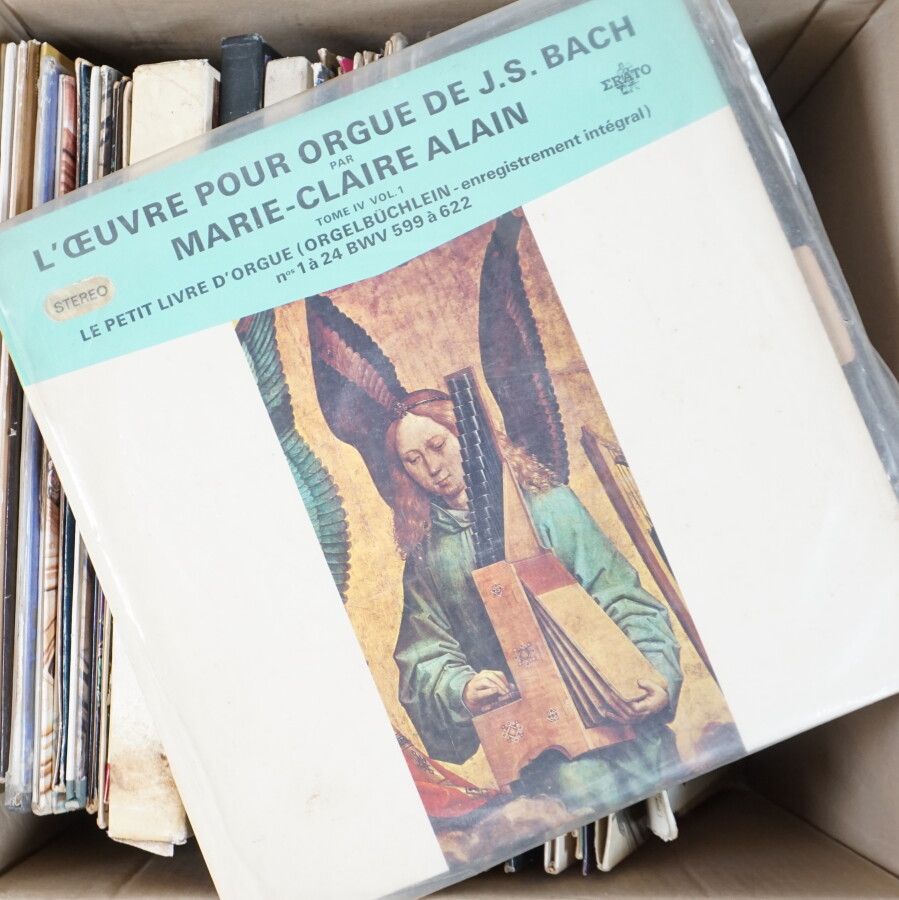 L'ŒUVRE POUR ORGUE DE J.S. BACH
ERATO
PAR
MARIE-CLAIRE ALAIN
TOME IV VOL.1
LE PETIT LIVRE D'ORGUE (ORGELBÜCHLEIN - enregistrement intégral)
nos 1 à 24 BWV 599 à 622
STEREO